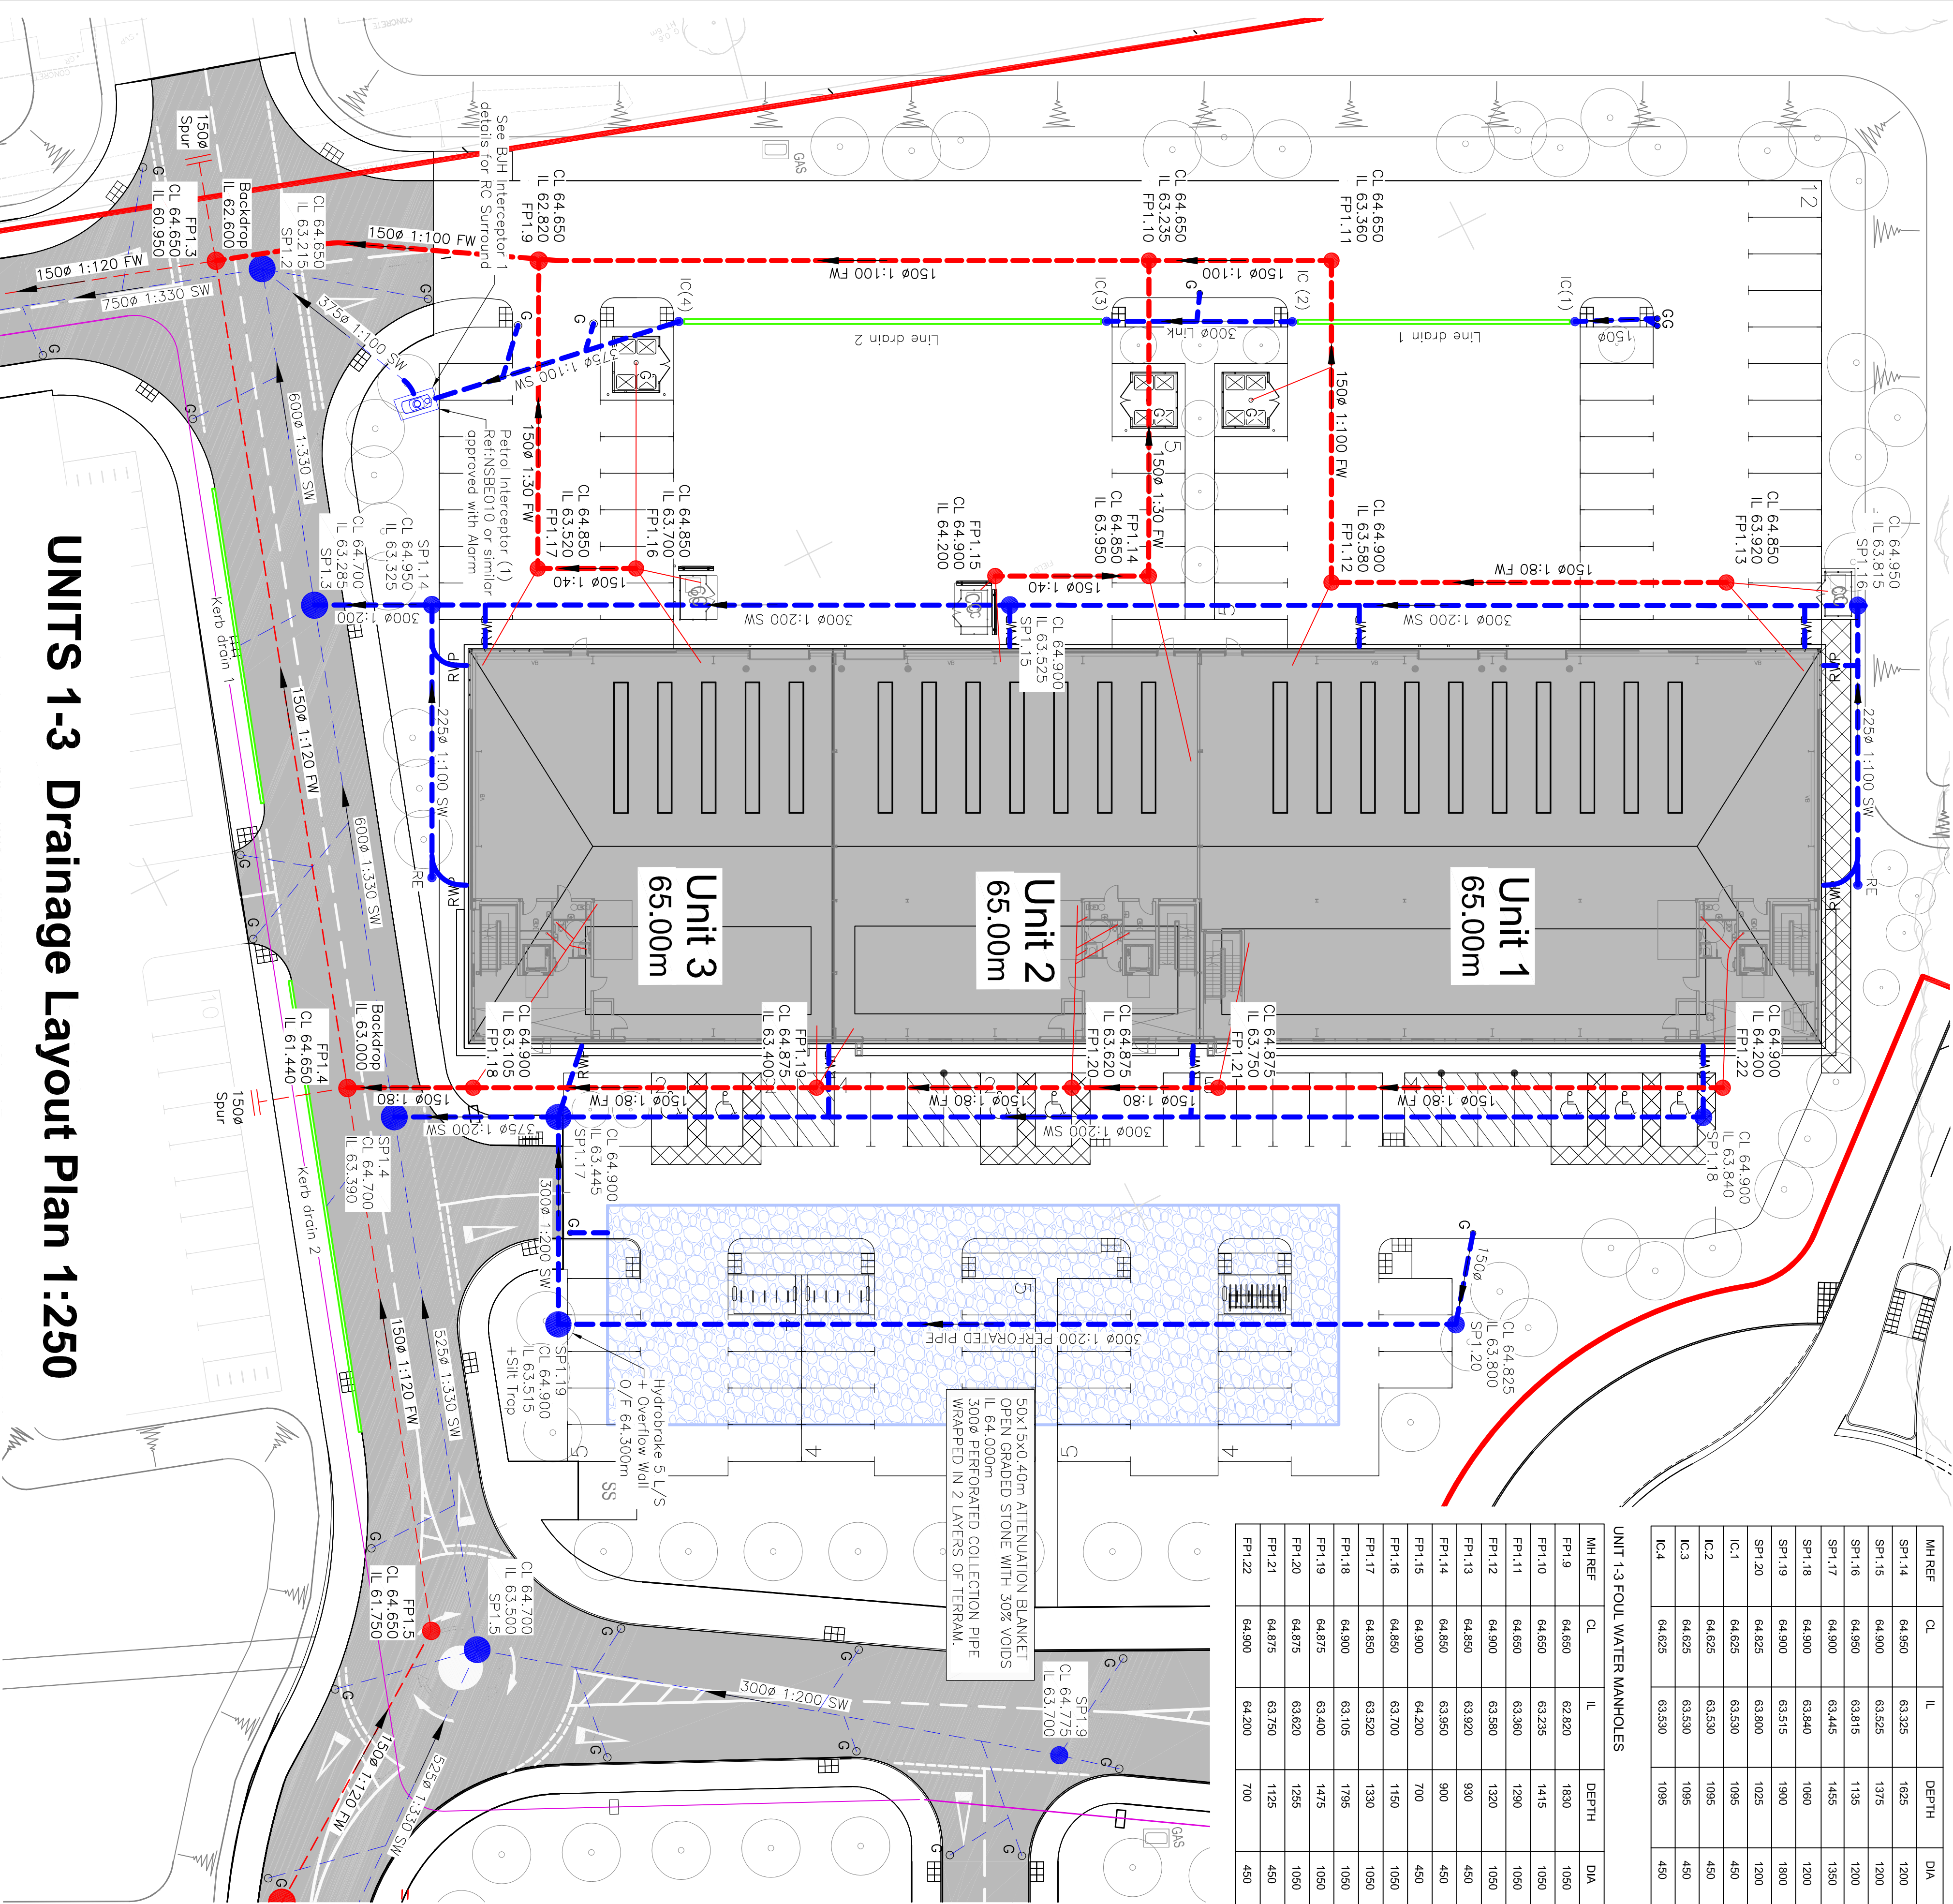 UNITS 1-3 Drainage Layout Plan 1:250
Unit 1
65.00m
Unit 2
65.00m
Unit 3
65.00m
MH REF CL IL DEPTH DIA
SP1.14 64.950 63.325 1625 1200
SP1.15 64.900 63.525 1375 1200
SP1.16 64.950 63.815 1135 1200
SP1.17 64.900 63.445 1455 1350
SP1.18 64.900 63.840 1060 1200
SP1.19 64.900 63.515 1900 1800
SP1.20 64.825 63.800 1025 1200
IC.1 64.625 63.530 1095 450
IC.2 64.625 63.530 1095 450
IC.3 64.625 63.530 1095 450
IC.4 64.625 63.530 1095 450
UNIT 1-3 FOUL WATER MANHOLES
MH REF CL IL DEPTH DIA
FP1.9 64.650 62.820 1830 1050
FP1.10 64.650 63.235 1415 1050
FP1.11 64.650 63.360 1290 1050
FP1.12 64.900 63.580 1320 1050
FP1.13 64.850 63.920 930 450
FP1.14 64.850 63.950 900 450
FP1.15 64.900 64.200 700 450
FP1.16 64.850 63.700 1150 1050
FP1.17 64.850 63.520 1330 1050
FP1.18 64.900 63.105 1795 1050
FP1.19 64.875 63.400 1475 1050
FP1.20 64.875 63.620 1255 1050
FP1.21 64.875 63.750 1125 450
FP1.22 64.900 64.200 700 450
See BJH Interceptor 1
details for RC Surround
Petrol Interceptor (1)
Ref:NSBE010 or similar
approved with Alarm
Hydrobrake 5 L/S
+ Overflow Wall
O/F 64.300m
50x15x0.40m ATTENUATION BLANKET
OPEN GRADED STONE WITH 30% VOIDS
IL 64.000m
300ø PERFORATED COLLECTION PIPE
WRAPPED IN 2 LAYERS OF TERRAM.
CL 64.650
IL 62.820
FP1.9
CL 64.650
IL 63.235
FP1.10
CL 64.650
IL 63.360
FP1.11
CL 64.900
IL 63.580
FP1.12
CL 64.850
IL 63.920
FP1.13
FP1.14
CL 64.850
IL 63.950
FP1.15
CL 64.900
IL 64.200
CL 64.850
IL 63.700
FP1.16
CL 64.850
IL 63.520
FP1.17
CL 64.900
IL 63.105
FP1.18
FP1.19
CL 64.875
IL 63.400
CL 64.875
IL 63.620
FP1.20
CL 64.875
IL 63.750
FP1.21
CL 64.900
IL 64.200
FP1.22
FP1.3
CL 64.650
IL 60.950
Backdrop
IL 62.600
FP1.4
CL 64.650
IL 61.440
Backdrop
IL 63.000
FP1.5
CL 64.650
IL 61.750
CL 64.650
IL 63.215
SP1.2
CL 64.700
IL 63.285
SP1.3
SP1.4
CL 64.700
IL 63.390
CL 64.700
IL 63.500
SP1.5
SP1.9
CL 64.775
IL 63.700
SP1.14
CL 64.950
IL 63.325
CL 64.900
IL 63.525
SP1.15
CL 64.950
IL 63.815
SP1.16
CL 64.900
IL 63.445
SP1.17
CL 64.900
IL 63.840
SP1.18
SP1.19
CL 64.900
IL 63.515
+Silt Trap
CL 64.825
IL 63.800
SP1.20
150ø
Spur
150ø
Spur
IC(1)
IC (2)
IC(3)
IC(4)
Line drain 1
Line drain 2
300ø Link
Kerb drain 1
Kerb drain 2
150ø 1:100 FW
150ø 1:100 FW
150ø 1:100
150ø 1:100 FW
150ø 1:80 FW
150ø 1:30 FW
150ø 1:30 FW
150ø 1:40
150ø 1:40
150ø 1:120 FW
150ø 1:120 FW
150ø 1:120 FW
150ø 1:120 FW
150ø 1:80
150ø 1:80 FW
150ø 1:80
150ø 1:80 FW
750ø 1:330 SW
600ø 1:330 SW
600ø 1:330 SW
525ø 1:330 SW
525ø 1:330 SW
375ø 1:100 SW
375ø 1:100 SW
375ø 1:200 SW
300ø 1:200
300ø 1:200 SW
300ø 1:200 SW
300ø 1:200 SW
300ø 1:200 SW
300ø 1:200 SW
300ø 1:200 PERFORATED PIPE
225ø 1:100 SW
225ø 1:100 SW
150ø
150ø
RE
RE
RWP
RWP
GAS
GAS
SS
12
10
5
5
5
4
4
G
GG
CONCRETE